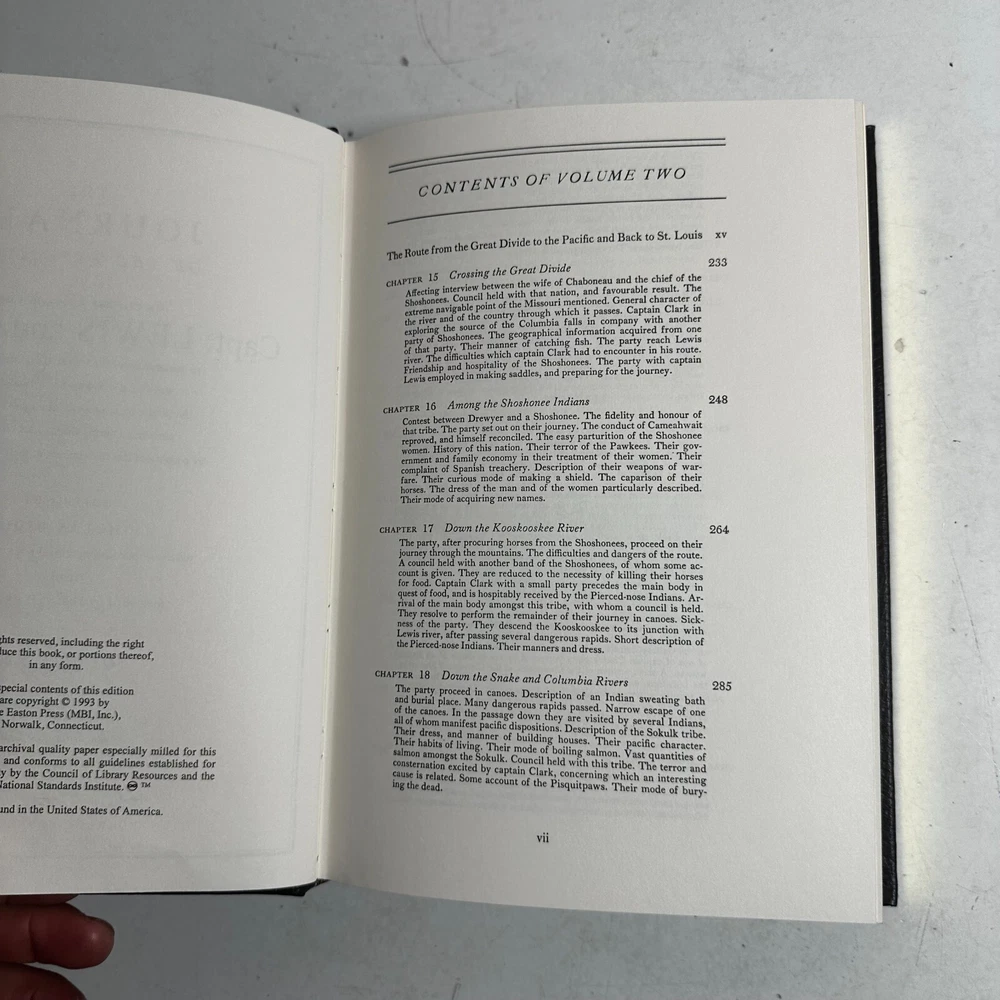 hts reserved, including the right
duce this book, or portions thereof,
in any form.
special contents of this edition
are copyright © 1993 by
e Easton Press (MBI, Inc.),
Norwalk, Connecticut.
archival quality paper especially milled for this
and conforms to all guidelines established for
ty by the Council of Library Resources and the
National Standards Institute. ♾ ™
und in the United States of America.
CONTENTS OF VOLUME TWO
The Route from the Great Divide to the Pacific and Back to St. Louis xv
CHAPTER 15 Crossing the Great Divide 233
Affecting interview between the wife of Chaboneau and the chief of the
Shoshonees. Council held with that nation, and favourable result. The
extreme navigable point of the Missouri mentioned. General character of
the river and of the country through which it passes. Captain Clark in
exploring the source of the Columbia falls in company with another
party of Shoshonees. The geographical information acquired from one
of that party. Their manner of catching fish. The party reach Lewis
river. The difficulties which captain Clark had to encounter in his route.
Friendship and hospitality of the Shoshonees. The party with captain
Lewis employed in making saddles, and preparing for the journey.
CHAPTER 16 Among the Shoshonee Indians 248
Contest between Drewyer and a Shoshonee. The fidelity and honour of
that tribe. The party set out on their journey. The conduct of Cameahwait
reproved, and himself reconciled. The easy parturition of the Shoshonee
women. History of this nation. Their terror of the Pawkees. Their gov-
ernment and family economy in their treatment of their women. Their
complaint of Spanish treachery. Description of their weapons of war-
fare. Their curious mode of making a shield. The caparison of their
horses. The dress of the man and of the women particularly described.
Their mode of acquiring new names.
CHAPTER 17 Down the Kooskooskee River 264
The party, after procuring horses from the Shoshonees, proceed on their
journey through the mountains. The difficulties and dangers of the route.
A council held with another band of the Shoshonees, of whom some ac-
count is given. They are reduced to the necessity of killing their horses
for food. Captain Clark with a small party precedes the main body in
quest of food, and is hospitably received by the Pierced-nose Indians. Ar-
rival of the main body amongst this tribe, with whom a council is held.
They resolve to perform the remainder of their journey in canoes. Sick-
ness of the party. They descend the Kooskooskee to its junction with
Lewis river, after passing several dangerous rapids. Short description of
the Pierced-nose Indians. Their manners and dress.
CHAPTER 18 Down the Snake and Columbia Rivers 285
The party proceed in canoes. Description of an Indian sweating bath
and burial place. Many dangerous rapids passed. Narrow escape of one
of the canoes. In the passage down they are visited by several Indians,
all of whom manifest pacific dispositions. Description of the Sokulk tribe.
Their dress, and manner of building houses. Their pacific character.
Their habits of living. Their mode of boiling salmon. Vast quantities of
salmon amongst the Sokulk. Council held with this tribe. The terror and
consternation excited by captain Clark, concerning which an interesting
cause is related. Some account of the Pisquitpaws. Their mode of bury-
ing the dead.
vii